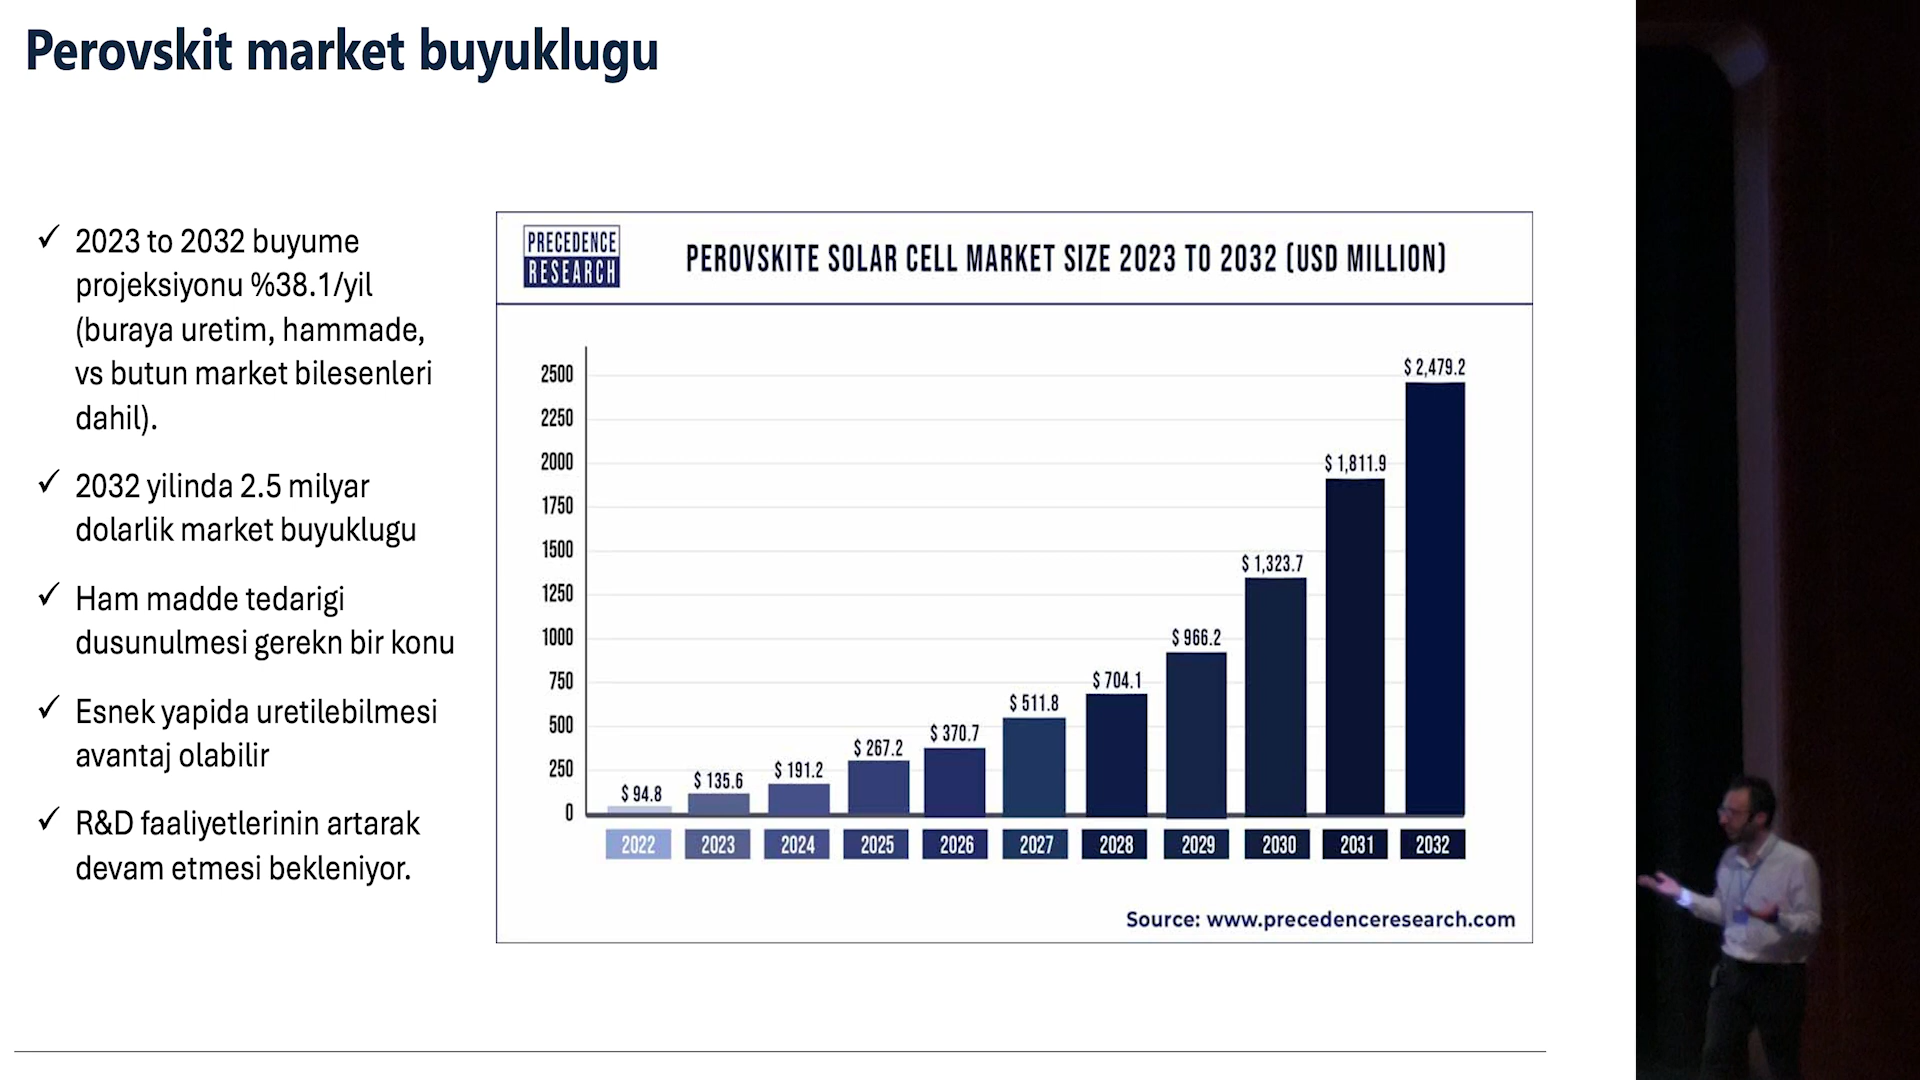 Perovskit market buyuklugu
✓ 2023 to 2032 buyume
projeksiyonu %38.1/yil
(buraya uretim, hammade,
vs butun market bilesenleri
dahil).
✓ 2032 yilinda 2.5 milyar
dolarlik market buyuklugu
✓ Ham madde tedarigi
dusunulmesi gerekn bir konu
✓ Esnek yapida uretilebilmesi
avantaj olabilir
✓ R&D faaliyetlerinin artarak
devam etmesi bekleniyor.
PRECEDENCE
RESEARCH
PEROVSKITE SOLAR CELL MARKET SIZE 2023 TO 2032 (USD MILLION)
2500
2250
2000
1750
1500
1250
1000
750
500
250
0
$ 94.8
$ 135.6
$ 191.2
$ 267.2
$ 370.7
$ 511.8
$ 704.1
$ 966.2
$ 1,323.7
$ 1,811.9
$ 2,479.2
2022 2023 2024 2025 2026 2027 2028 2029 2030 2031 2032
Source: www.precedenceresearch.com